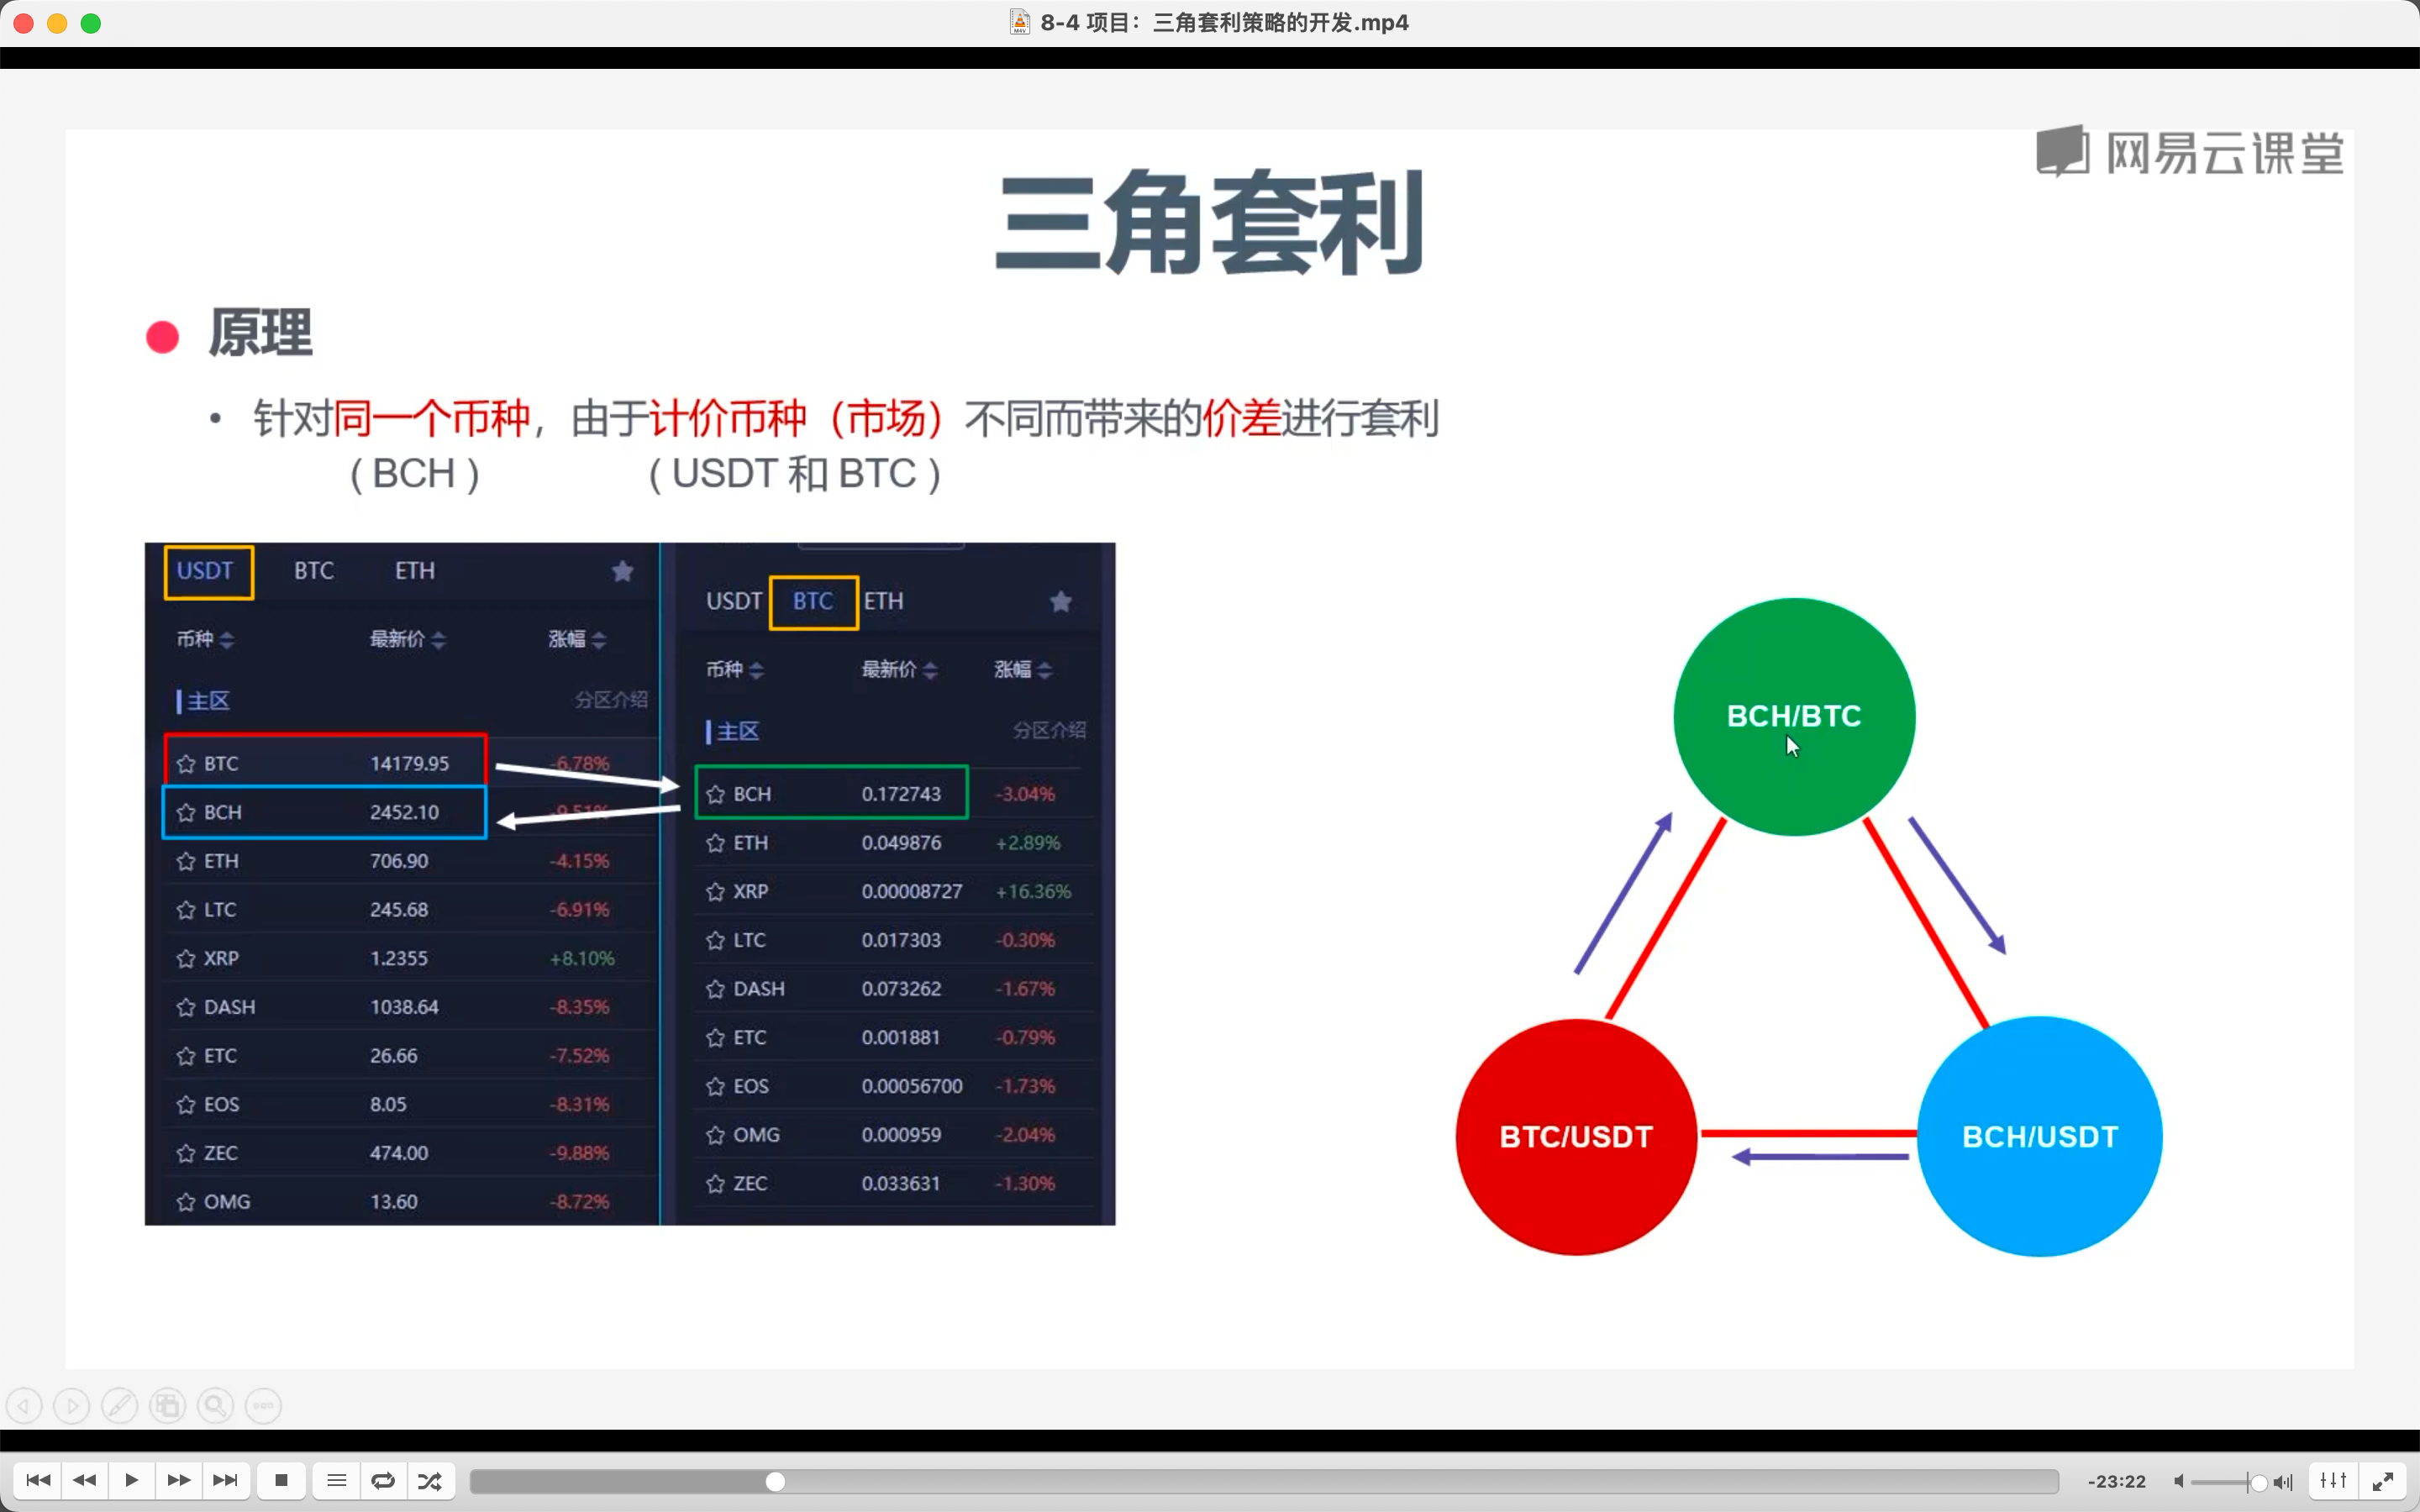 8-4 项目：三角套利策略的开发.mp4
网易云课堂
三角套利
原理
• 针对同一个币种，由于计价币种（市场）不同而带来的价差进行套利
（BCH） （USDT 和 BTC）
USDT BTC ETH
币种 最新价 涨幅
主区 分区介绍
BTC 14179.95 -6.78%
BCH 2452.10 -9.51%
ETH 706.90 -4.15%
LTC 245.68 -6.91%
XRP 1.2355 +8.10%
DASH 1038.64 -8.35%
ETC 26.66 -7.52%
EOS 8.05 -8.31%
ZEC 474.00 -9.88%
OMG 13.60 -8.72%
USDT BTC ETH
币种 最新价 涨幅
主区 分区介绍
BCH 0.172743 -3.04%
ETH 0.049876 +2.89%
XRP 0.00008727 +16.36%
LTC 0.017303 -0.30%
DASH 0.073262 -1.67%
ETC 0.001881 -0.79%
EOS 0.00056700 -1.73%
OMG 0.000959 -2.04%
ZEC 0.033631 -1.30%
BCH/BTC
BTC/USDT
BCH/USDT
-23:22